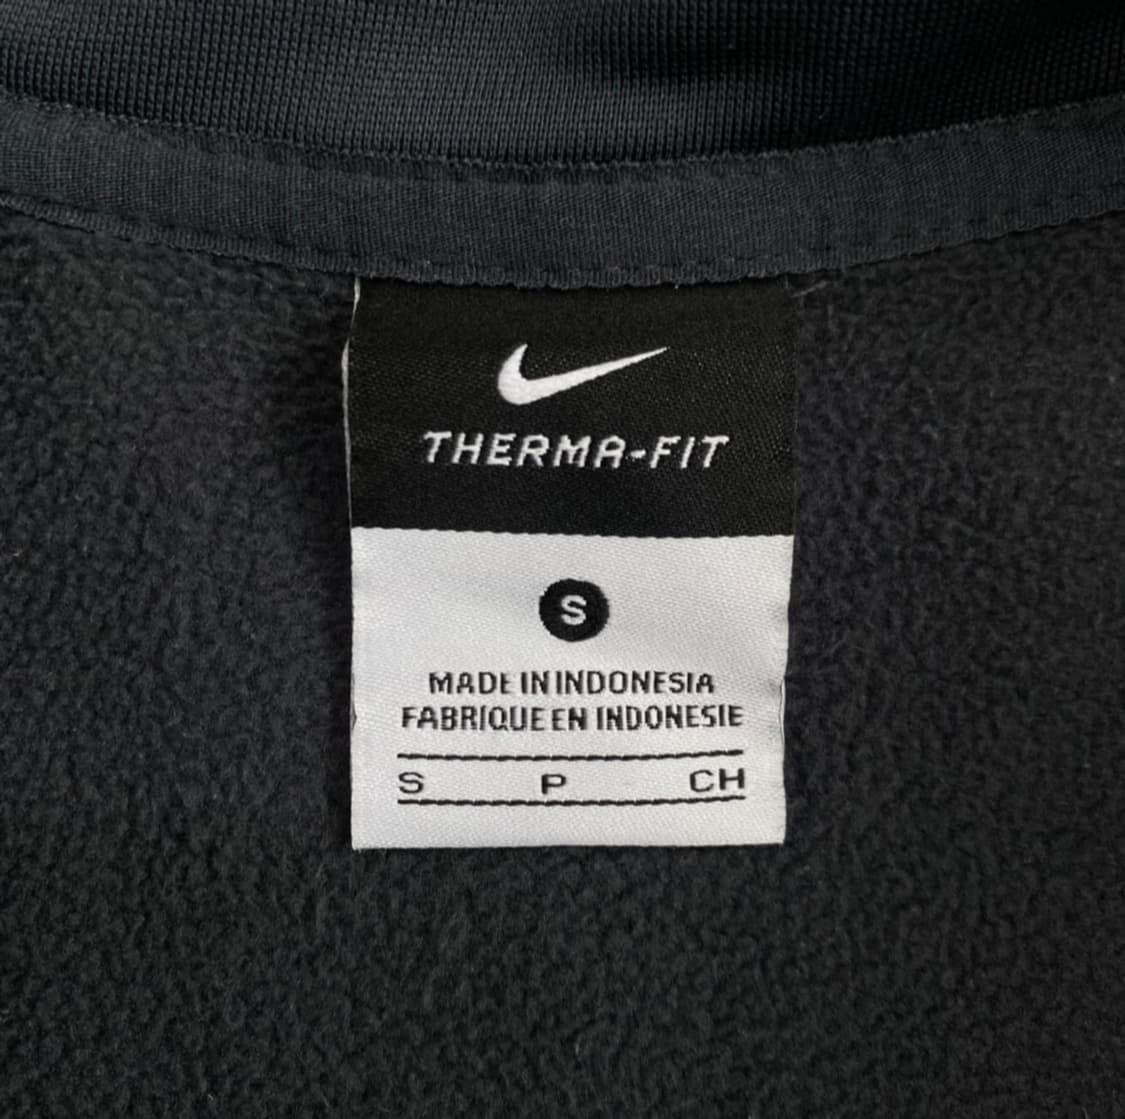 THERMA-FIT
S
MADE IN INDONESIA
FABRIQUE EN INDONESIE
S P CH